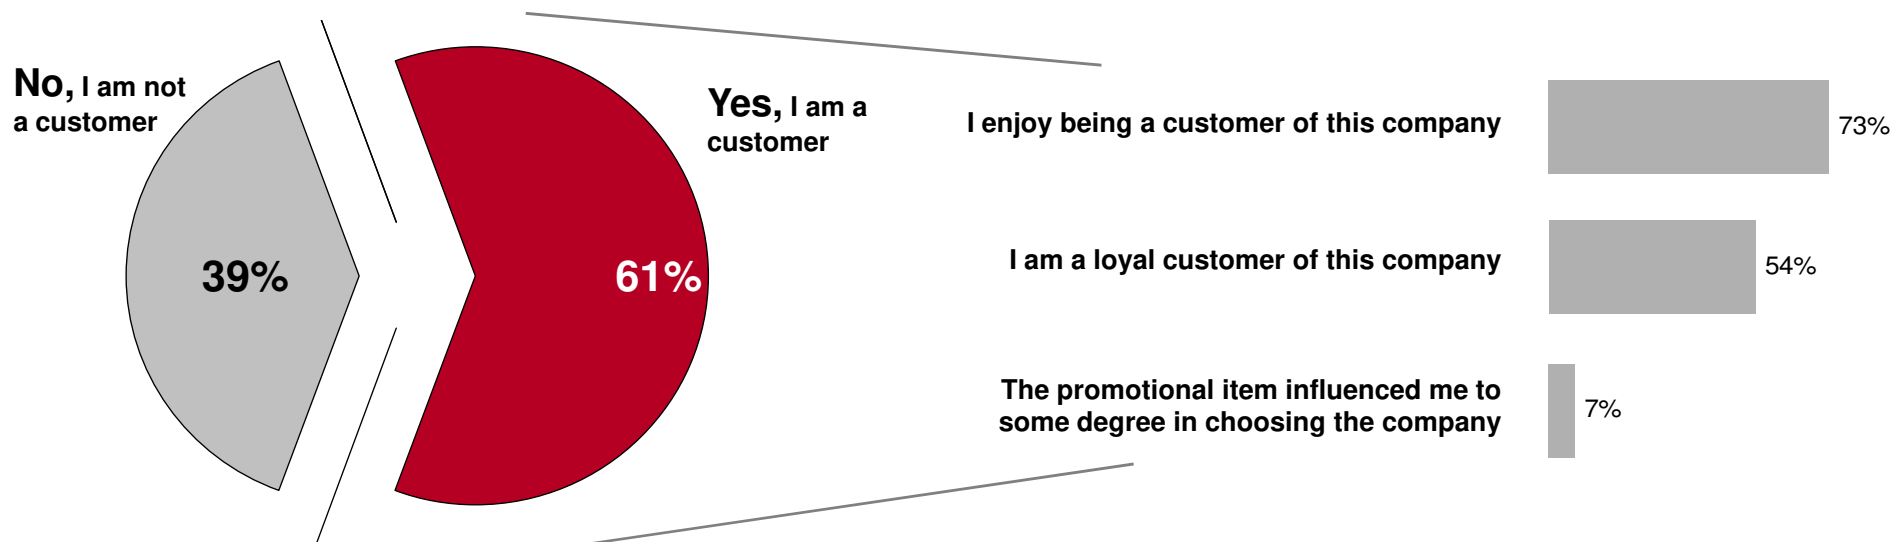 No, I am not
a customer
39%
61%
Yes, I am a
customer
I enjoy being a customer of this company
73%
I am a loyal customer of this company
54%
The promotional item influenced me to
some degree in choosing the company
7%